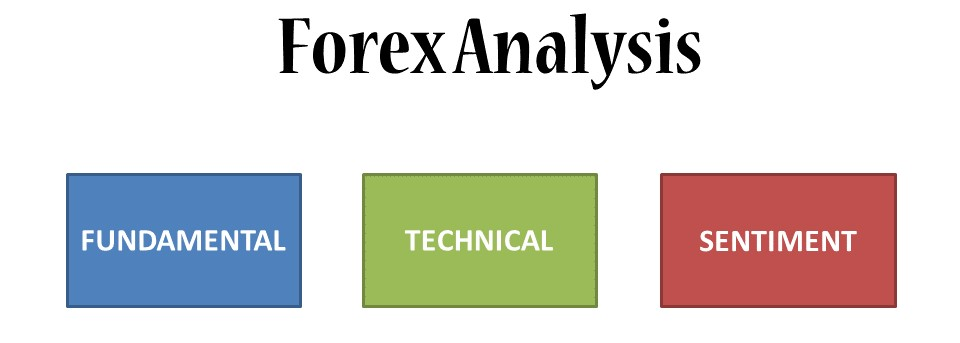 Forex Analysis
FUNDAMENTAL
TECHNICAL
SENTIMENT